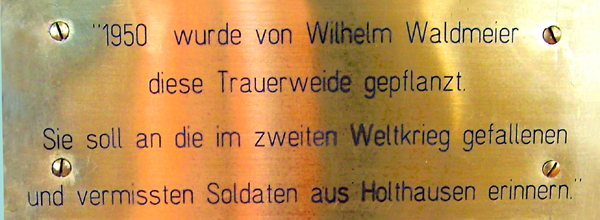 "1950 wurde von Wilhelm Waldmeier
diese Trauerweide gepflanzt.
Sie soll an die im zweiten Weltkrieg gefallenen
und vermissten Soldaten aus Holthausen erinnern."